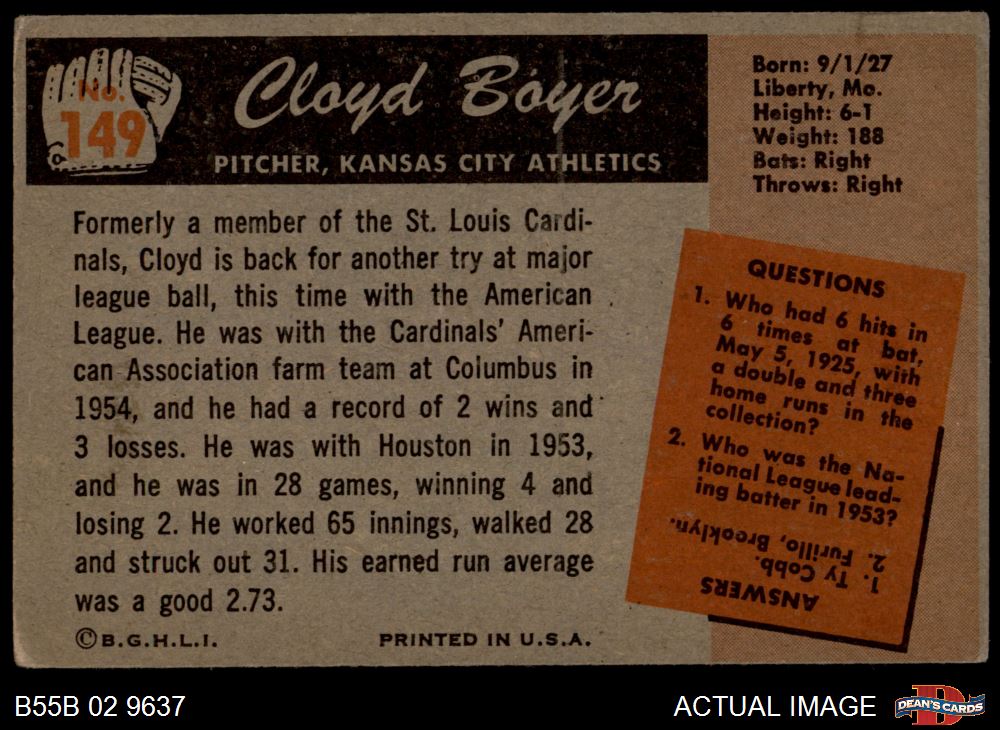 No.
149
Cloyd Boyer
PITCHER, KANSAS CITY ATHLETICS
Born: 9/1/27
Liberty, Mo.
Height: 6-1
Weight: 188
Bats: Right
Throws: Right
Formerly a member of the St. Louis Cardi-
nals, Cloyd is back for another try at major
league ball, this time with the American
League. He was with the Cardinals' Ameri-
can Association farm team at Columbus in
1954, and he had a record of 2 wins and
3 losses. He was with Houston in 1953,
and he was in 28 games, winning 4 and
losing 2. He worked 65 innings, walked 28
and struck out 31. His earned run average
was a good 2.73.
©B.G.H.L.I.
PRINTED IN U.S.A.
QUESTIONS
1. Who had 6 hits in
6 times at bat,
May 5, 1925, with
a double and three
home runs in the
collection?
2. Who was the Na-
tional League lead-
ing batter in 1953?
ANSWERS
1. Ty Cobb.
2. Furillo, Brooklyn.
B55B 02 9637
ACTUAL IMAGE
DEAN'S CARDS